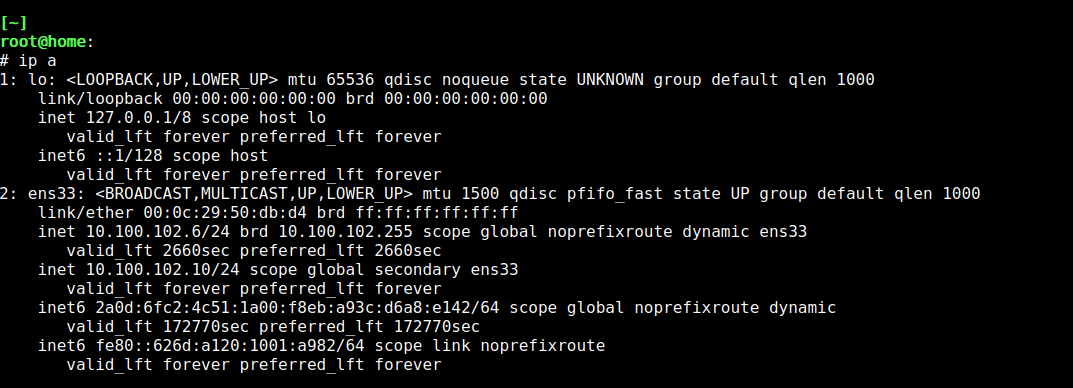 [~]
root@home:
# ip a
1: lo: <LOOPBACK,UP,LOWER_UP> mtu 65536 qdisc noqueue state UNKNOWN group default qlen 1000
    link/loopback 00:00:00:00:00:00 brd 00:00:00:00:00:00
    inet 127.0.0.1/8 scope host lo
       valid_lft forever preferred_lft forever
    inet6 ::1/128 scope host
       valid_lft forever preferred_lft forever
2: ens33: <BROADCAST,MULTICAST,UP,LOWER_UP> mtu 1500 qdisc pfifo_fast state UP group default qlen 1000
    link/ether 00:0c:29:50:db:d4 brd ff:ff:ff:ff:ff:ff
    inet 10.100.102.6/24 brd 10.100.102.255 scope global noprefixroute dynamic ens33
       valid_lft 2660sec preferred_lft 2660sec
    inet 10.100.102.10/24 scope global secondary ens33
       valid_lft forever preferred_lft forever
    inet6 2a0d:6fc2:4c51:1a00:f8eb:a93c:d6a8:e142/64 scope global noprefixroute dynamic
       valid_lft 172770sec preferred_lft 172770sec
    inet6 fe80::626d:a120:1001:a982/64 scope link noprefixroute
       valid_lft forever preferred_lft forever